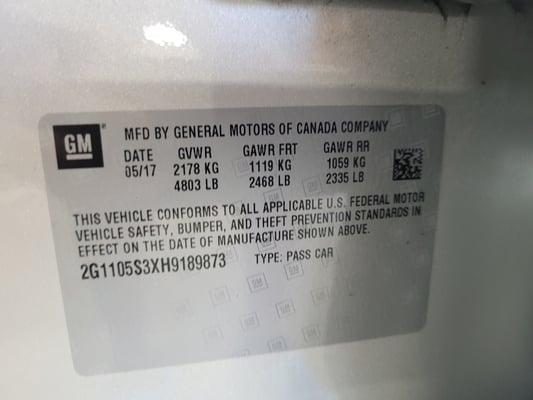 GM
MFD BY GENERAL MOTORS OF CANADA COMPANY
DATE GVWR GAWR FRT GAWR RR
05/17 2178 KG 1119 KG 1059 KG
4803 LB 2468 LB 2335 LB
THIS VEHICLE CONFORMS TO ALL APPLICABLE U.S. FEDERAL MOTOR
VEHICLE SAFETY, BUMPER, AND THEFT PREVENTION STANDARDS IN
EFFECT ON THE DATE OF MANUFACTURE SHOWN ABOVE.
2G1105S3XH9189873 TYPE: PASS CAR